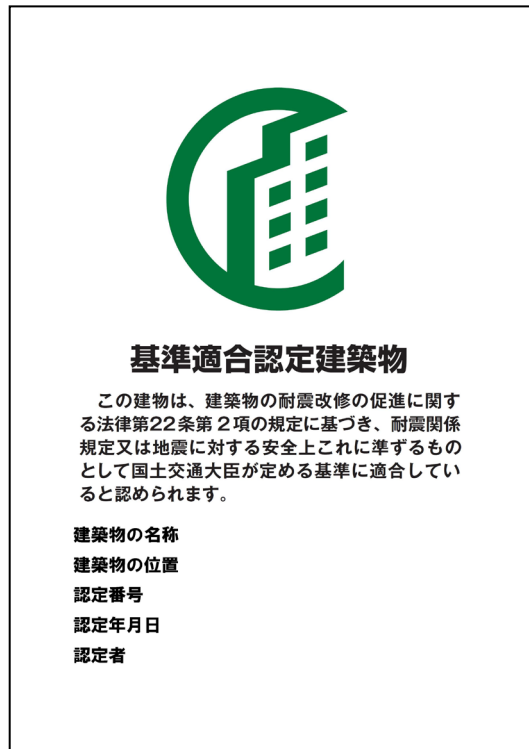 基準適合認定建築物
この建物は、建築物の耐震改修の促進に関す
る法律第22条第2項の規定に基づき、耐震関係
規定又は地震に対する安全上これに準ずるもの
として国土交通大臣が定める基準に適合してい
ると認められます。
建築物の名称
建築物の位置
認定番号
認定年月日
認定者